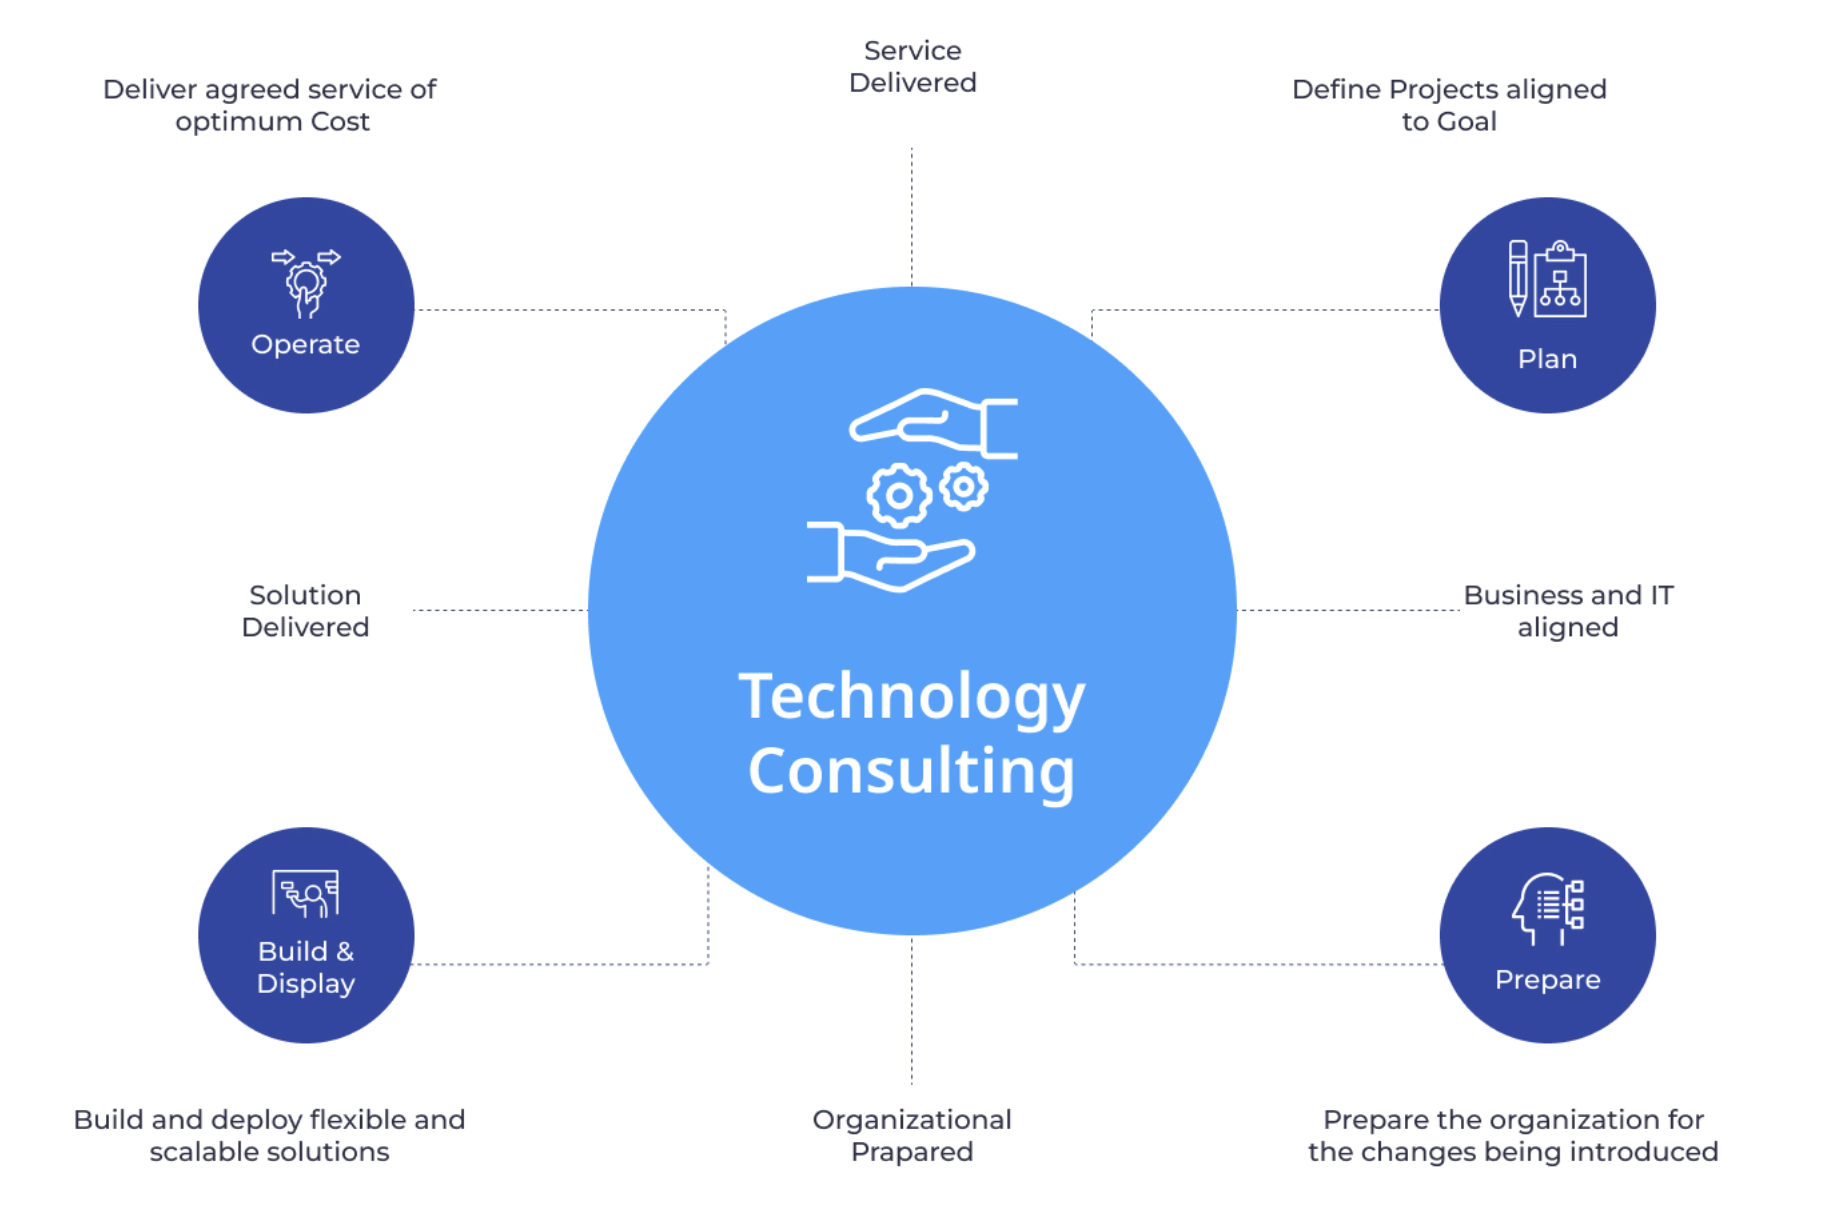 Service
Delivered
Deliver agreed service of
optimum Cost
Define Projects aligned
to Goal
Operate
Plan
Solution
Delivered
Business and IT
aligned
Technology
Consulting
Build &
Display
Prepare
Build and deploy flexible and
scalable solutions
Organizational
Prapared
Prepare the organization for
the changes being introduced